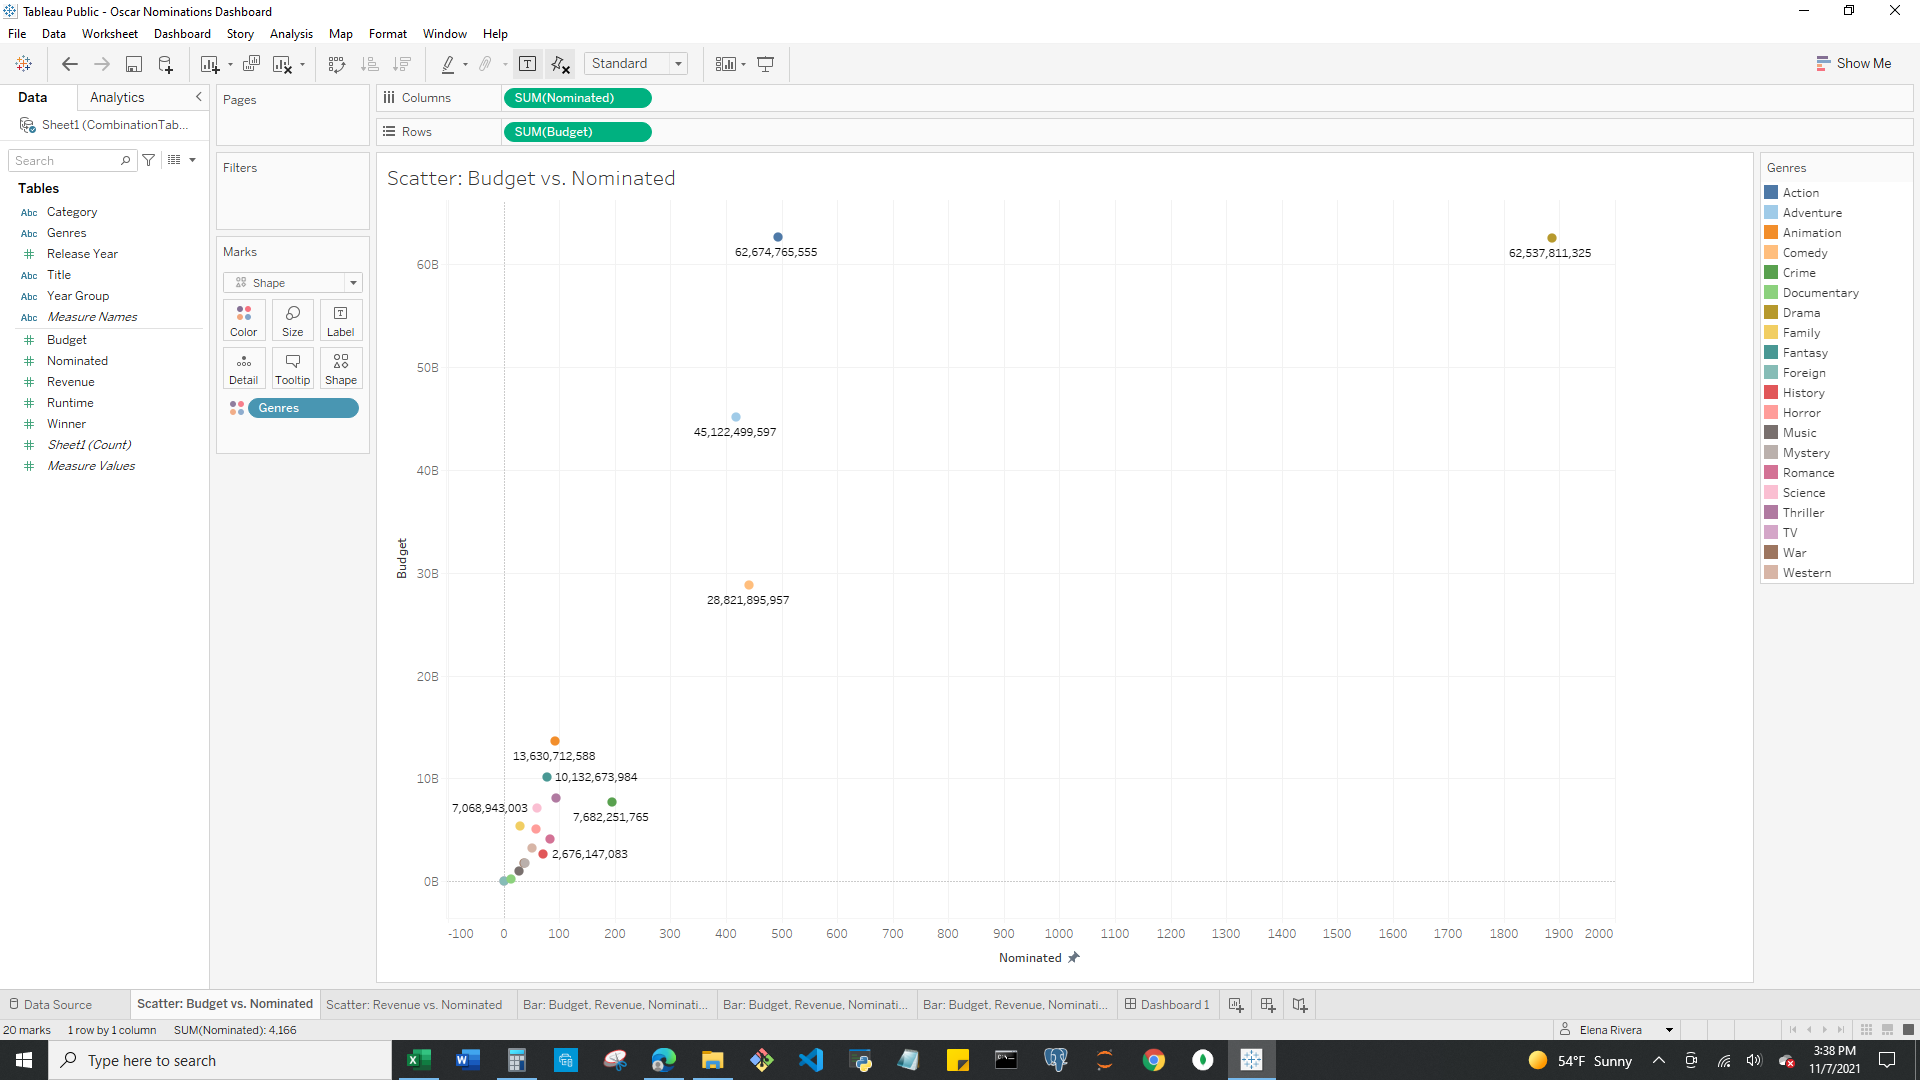 Tableau Public - Oscar Nominations Dashboard
File Data Worksheet Dashboard Story Analysis Map Format Window Help
Standard
Show Me
Data Analytics
Sheet1 (CombinationTab...
Search
Tables
Abc Category
Abc Genres
# Release Year
Abc Title
Abc Year Group
Abc Measure Names
# Budget
# Nominated
# Revenue
# Runtime
# Winner
# Sheet1 (Count)
# Measure Values
Pages
Filters
Marks
Shape
Color Size Label
Detail Tooltip Shape
Genres
Columns SUM(Nominated)
Rows SUM(Budget)
Scatter: Budget vs. Nominated
62,674,765,555
62,537,811,325
60B
50B
45,122,499,597
40B
Budget
30B
28,821,895,957
20B
13,630,712,588
10B
10,132,673,984
7,068,943,003
7,682,251,765
2,676,147,083
0B
-100 0 100 200 300 400 500 600 700 800 900 1000 1100 1200 1300 1400 1500 1600 1700 1800 1900 2000
Nominated
Genres
Action
Adventure
Animation
Comedy
Crime
Documentary
Drama
Family
Fantasy
Foreign
History
Horror
Music
Mystery
Romance
Science
Thriller
TV
War
Western
Data Source Scatter: Budget vs. Nominated Scatter: Revenue vs. Nominated Bar: Budget, Revenue, Nominati... Bar: Budget, Revenue, Nominati... Bar: Budget, Revenue, Nominati... Dashboard 1
20 marks 1 row by 1 column SUM(Nominated): 4,166
Elena Rivera
Type here to search
54°F Sunny
3:38 PM
11/7/2021